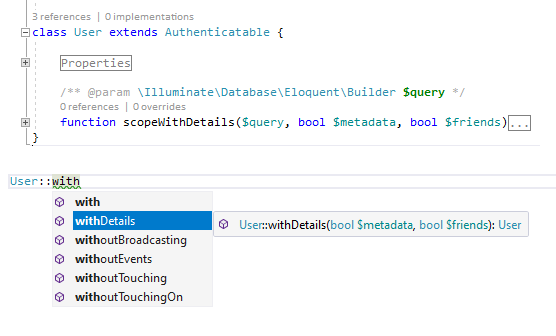 3 references | 0 implementations
class User extends Authenticatable {
Properties
/** @param \Illuminate\Database\Eloquent\Builder $query */
0 references | 0 overrides
function scopeWithDetails($query, bool $metadata, bool $friends)...
}
User::with
with
withDetails
User::withDetails(bool $metadata, bool $friends): User
withoutBroadcasting
withoutEvents
withoutTouching
withoutTouchingOn